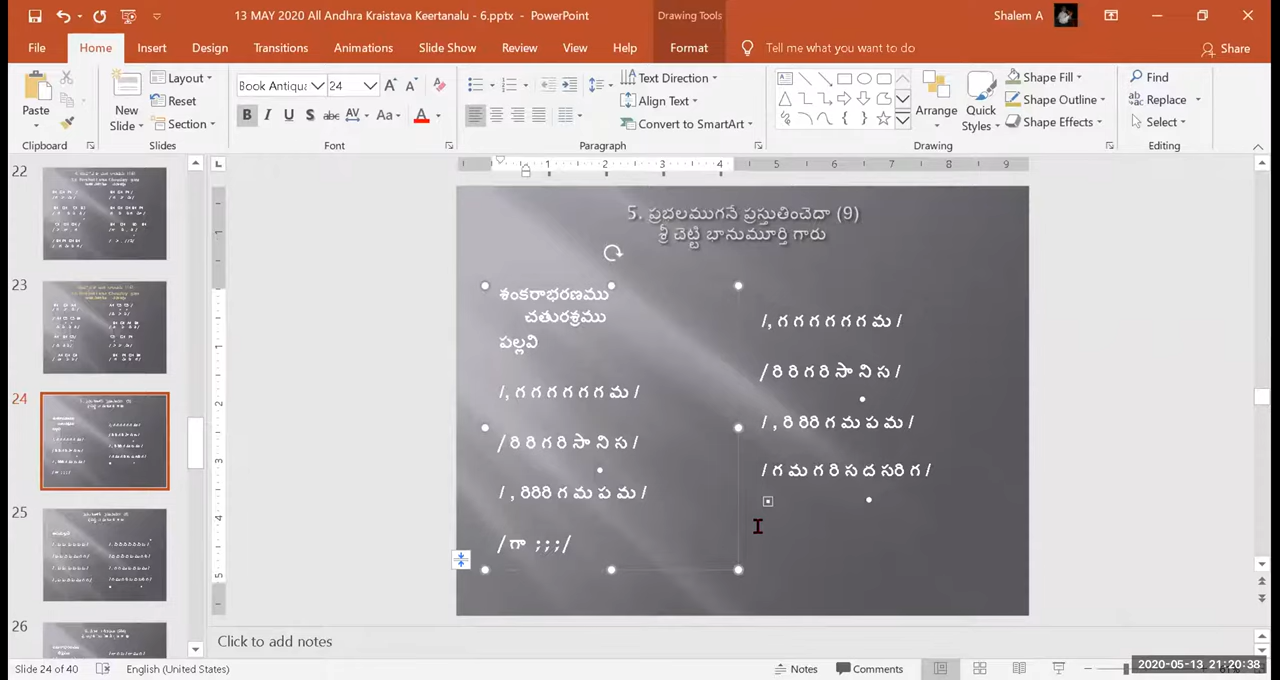 13 MAY 2020 All Andhra Kraistava Keertanalu - 6.pptx - PowerPoint
Drawing Tools
Shalem A
File Home Insert Design Transitions Animations Slide Show Review View Help Format Tell me what you want to do Share
Paste
Clipboard
New Slide
Layout
Reset
Section
Slides
Book Antiqua 24
B I U S abc AV Aa A
Font
Text Direction
Align Text
Convert to SmartArt
Paragraph
Arrange
Quick Styles
Shape Fill
Shape Outline
Shape Effects
Drawing
Find
Replace
Select
Editing
22
23
24
25
26
5. ప్రభలముగనే ప్రస్తుతించెదా (9)
శ్రీ చెట్టి భానుమూర్తి గారు
శంకరాభరణము
చతురశ్రము
పల్లవి
/, గ గ గ గ గ గ మ /
/ రి రి గ రి సా ని స /
/ , రి రిరి గ మ ప మ /
/ గా ;;;/
/, గ గ గ గ గ గ మ /
/ రి రి గ రి సా ని స /
/ , రి రిరి గ మ ప మ /
/ గ మ గ రి స ద స రి గ /
Click to add notes
Slide 24 of 40 English (United States) Notes Comments
2020-05-13 21:20:38